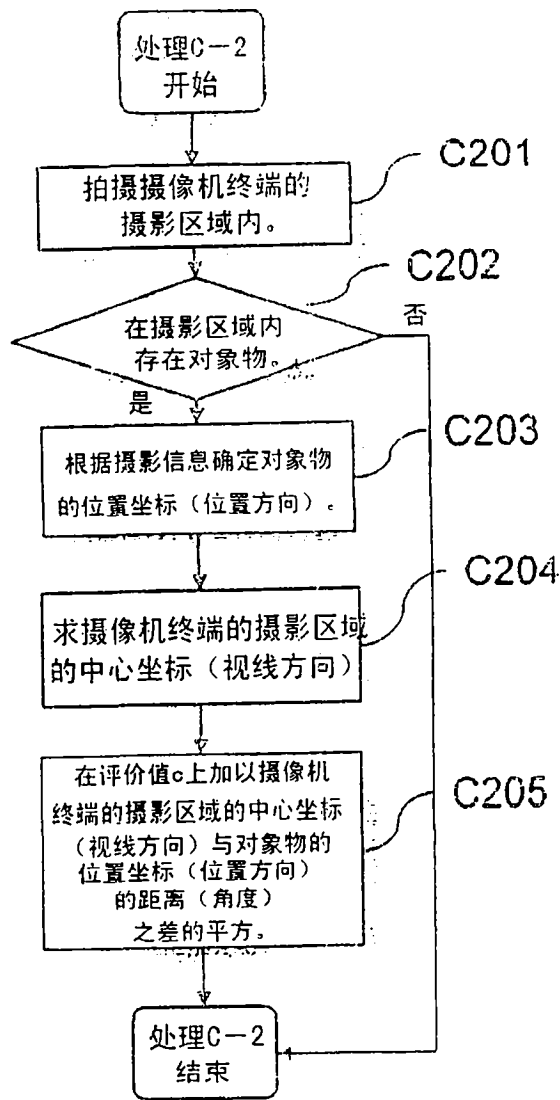 处理C-2
开始
C201
拍摄摄像机终端的
摄影区域内。
C202
在摄影区域内
存在对象物。
否
是
C203
根据摄影信息确定对象物
的位置坐标（位置方向）。
C204
求摄像机终端的摄影区域
的中心坐标（视线方向）
C205
在评价值c上加以摄像机
终端的摄影区域的中心坐标
（视线方向）与对象物的
位置坐标（位置方向）
的距离（角度）
之差的平方。
处理C-2
结束